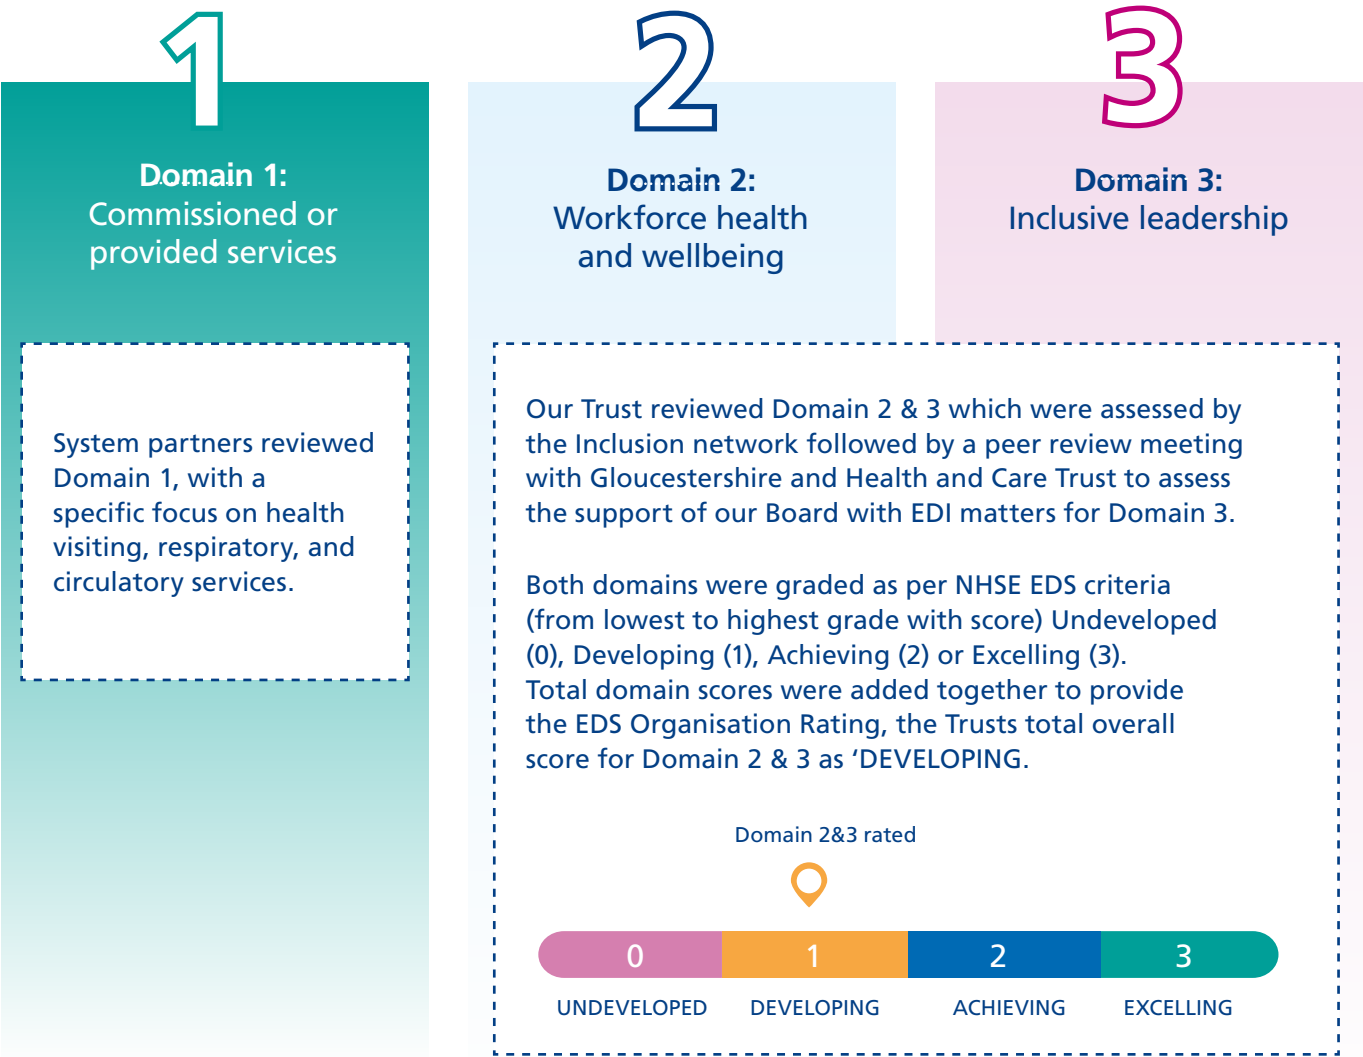 1
Domain 1:
Commissioned or
provided services
System partners reviewed
Domain 1, with a
specific focus on health
visiting, respiratory, and
circulatory services.
2
Domain 2:
Workforce health
and wellbeing
3
Domain 3:
Inclusive leadership
Our Trust reviewed Domain 2 & 3 which were assessed by
the Inclusion network followed by a peer review meeting
with Gloucestershire and Health and Care Trust to assess
the support of our Board with EDI matters for Domain 3.
Both domains were graded as per NHSE EDS criteria
(from lowest to highest grade with score) Undeveloped
(0), Developing (1), Achieving (2) or Excelling (3).
Total domain scores were added together to provide
the EDS Organisation Rating, the Trusts total overall
score for Domain 2 & 3 as ‘DEVELOPING.
Domain 2&3 rated
0 1 2 3
UNDEVELOPED DEVELOPING ACHIEVING EXCELLING